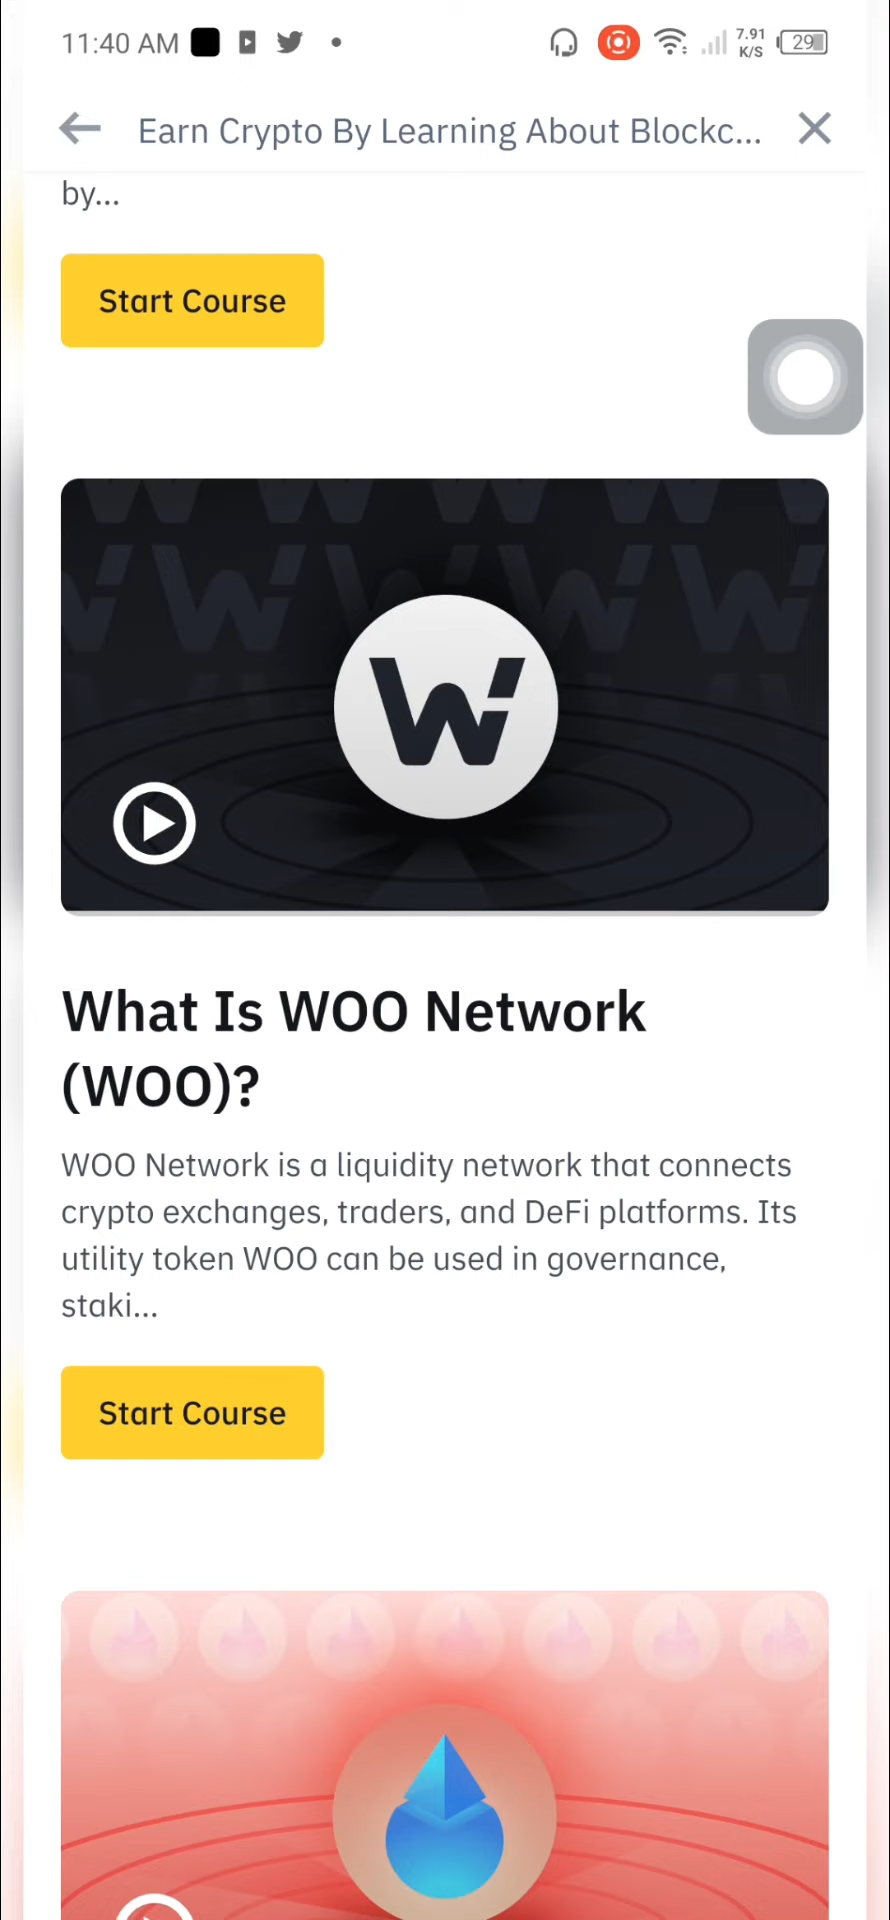 11:40 AM
7.91
K/S
29
Earn Crypto By Learning About Blockc...
by...
Start Course
What Is WOO Network
(WOO)?
WOO Network is a liquidity network that connects
crypto exchanges, traders, and DeFi platforms. Its
utility token WOO can be used in governance,
staki...
Start Course